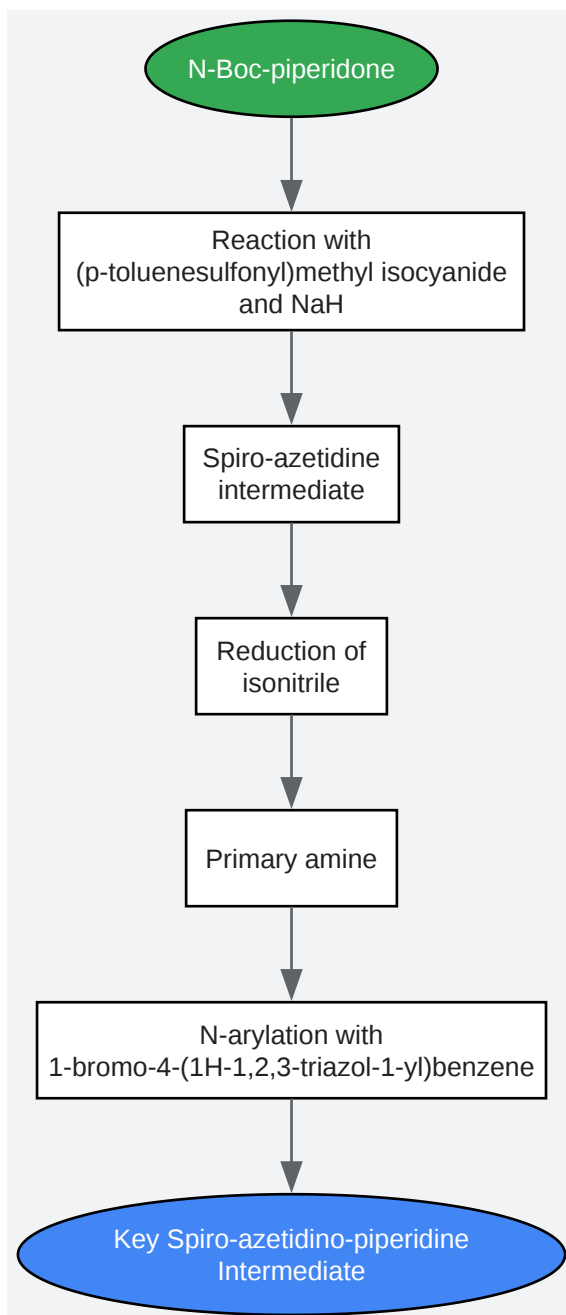 N-Boc-piperidone
Reaction with
(p-toluenesulfonyl)methyl isocyanide
and NaH
Spiro-azetidine
intermediate
Reduction of
isonitrile
Primary amine
N-arylation with
1-bromo-4-(1H-1,2,3-triazol-1-yl)benzene
Key Spiro-azetidino-piperidine
Intermediate